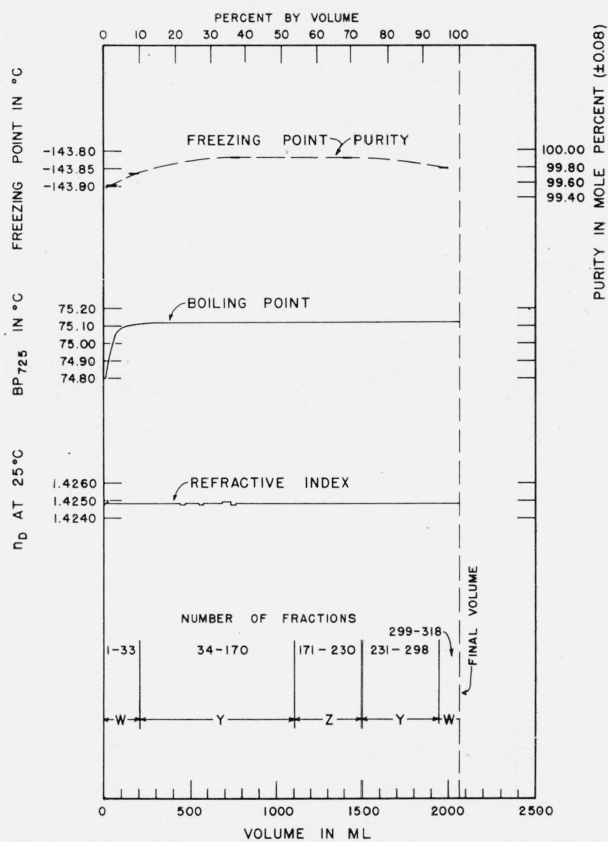 PERCENT BY VOLUME
0 10 20 30 40 50 60 70 80 90 100
FREEZING POINT IN °C
-143.80
-143.85
-143.90
FREEZING POINT PURITY
100.00
99.80
99.60
99.40
PURITY IN MOLE PERCENT (±0.08)
BP725 IN °C
75.20
75.10
75.00
74.90
74.80
BOILING POINT
nD AT 25°C
1.4260
1.4250
1.4240
REFRACTIVE INDEX
NUMBER OF FRACTIONS
299-318
1-33 34-170 171-230 231-298
FINAL VOLUME
W Y Z Y W
0 500 1000 1500 2000 2500
VOLUME IN ML